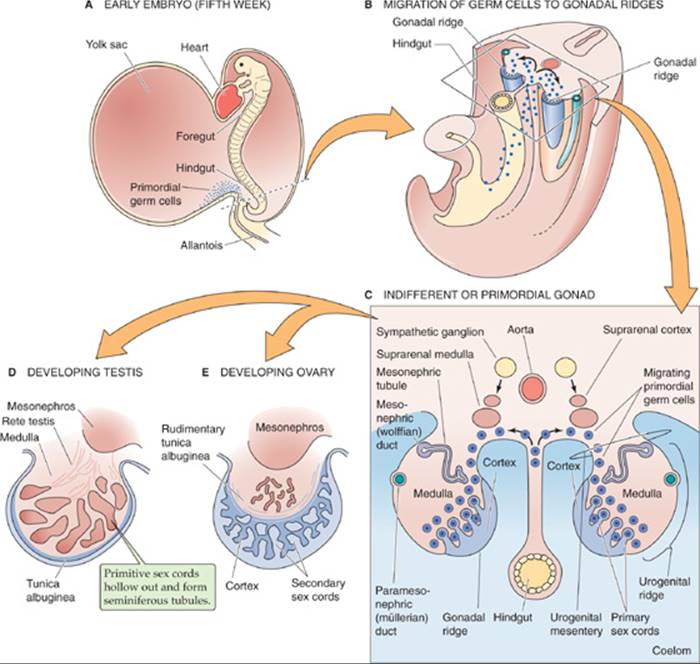 A EARLY EMBRYO (FIFTH WEEK)
Yolk sac
Heart
Foregut
Hindgut
Primordial
germ cells
Allantois
B MIGRATION OF GERM CELLS TO GONADAL RIDGES
Gonadal ridge
Hindgut
Gonadal
ridge
C INDIFFERENT OR PRIMORDIAL GONAD
Sympathetic ganglion
Aorta
Suprarenal cortex
Suprarenal medulla
Mesonephric
tubule
Meso-
nephric
(wolffian)
duct
Migrating
primordial
germ cells
Cortex
Cortex
Medulla
Medulla
Parameso-
nephric
(müllerian)
duct
Gonadal
ridge
Hindgut
Urogenital
mesentery
Primary
sex cords
Urogenital
ridge
Coelom
D DEVELOPING TESTIS
Mesonephros
Rete testis
Medulla
Tunica
albuginea
Primitive sex cords
hollow out and form
seminiferous tubules.
E DEVELOPING OVARY
Rudimentary
tunica
albuginea
Mesonephros
Cortex
Secondary
sex cords